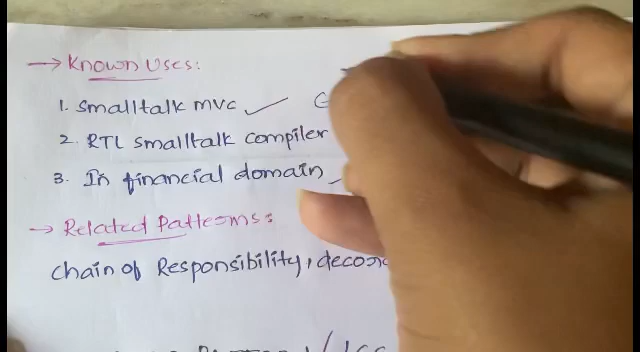 → Known Uses:
1. Smalltalk MVC ✓
2. RTL Smalltalk compiler
3. In financial domain
→ Related Patterns:
Chain of Responsibility,